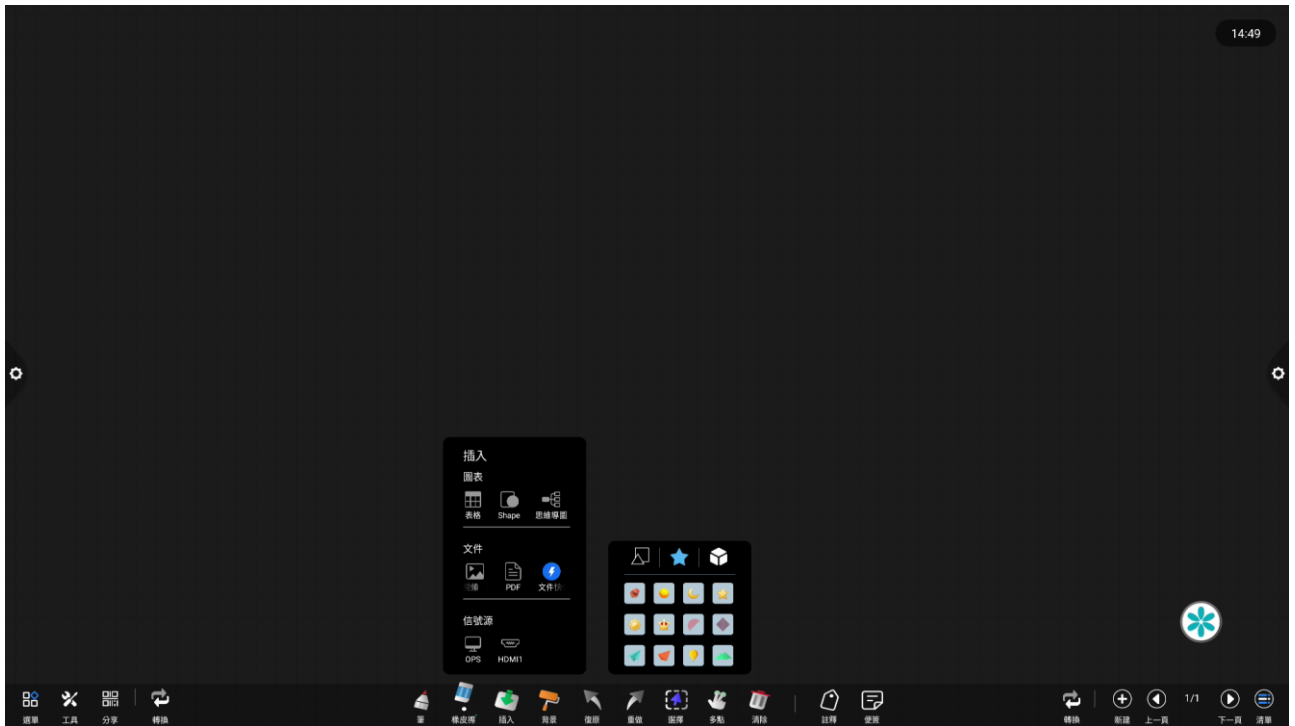 14:49
插入
圖表
表格 Shape 思維導圖
文件
PDF
信號源
OPS HDMI1
選單 工具 分享 轉換 筆 橡皮擦 插入 背景 復原 重做 選擇 多點 清除 註釋 便簽 轉換 新建 上一頁 1/1 下一頁 清單